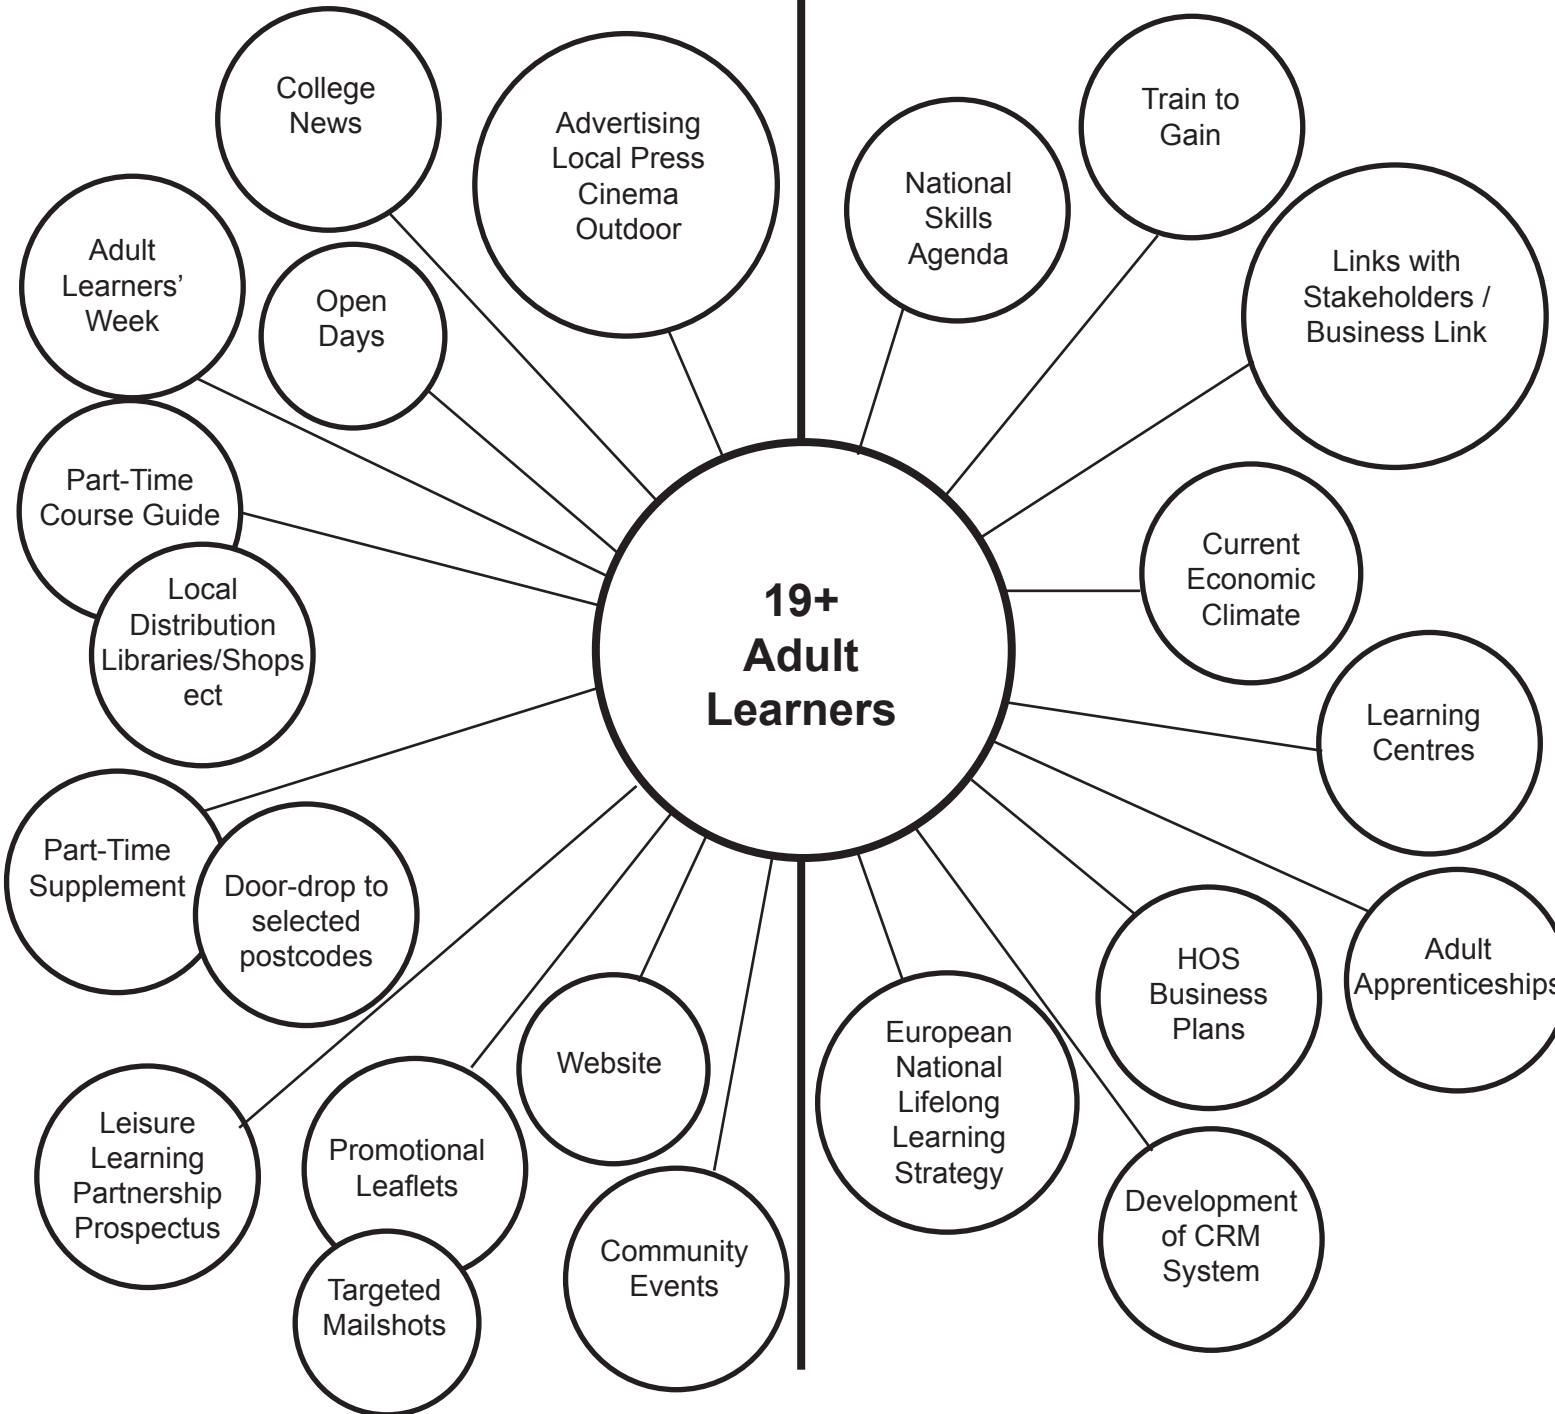 College
News
Advertising
Local Press
Cinema
Outdoor
Adult
Learners’
Week
Open
Days
Part-Time
Course Guide
Local
Distribution
Libraries/Shops
ect
Part-Time
Supplement
Door-drop to
selected
postcodes
Leisure
Learning
Partnership
Prospectus
Promotional
Leaflets
Targeted
Mailshots
Website
Community
Events
19+
Adult
Learners
National
Skills
Agenda
Train to
Gain
Links with
Stakeholders /
Business Link
Current
Economic
Climate
Learning
Centres
Adult
Apprenticeships
HOS
Business
Plans
European
National
Lifelong
Learning
Strategy
Development
of CRM
System